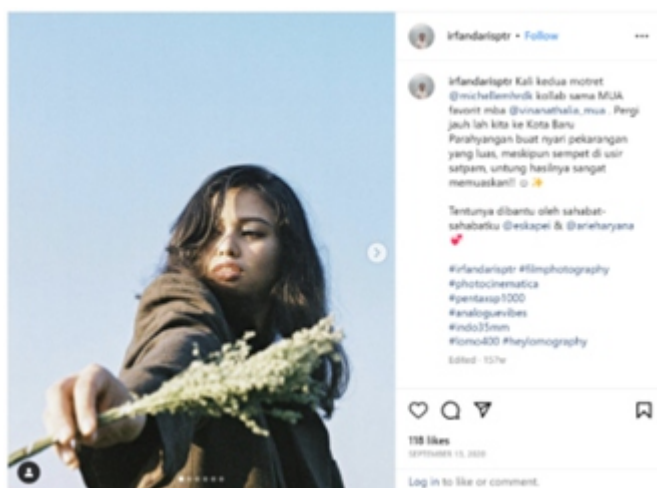 irfandarisptr • Follow
irfandarisptr Kali kedua motret
@michellemhrdk kollab sama MUA
favorit mba @vinanathalia_mua . Pergi
jauh lah kita ke Kota Baru
Parahyangan buat nyari pekarangan
yang luas, meskipun sempet di usir
satpam, untung hasilnya sangat
memuaskan!! ☺✨
Tentunya dibantu oleh sahabat-
sahabatku @eskapei & @arieharyana
💕
#irfandarisptr #filmphotography
#photocinematica
#pentaxsp1000
#analoguevibes
#indo35mm
#lomo400 #heylomography
Edited · 157w
118 likes
SEPTEMBER 13, 2020
Log in to like or comment.